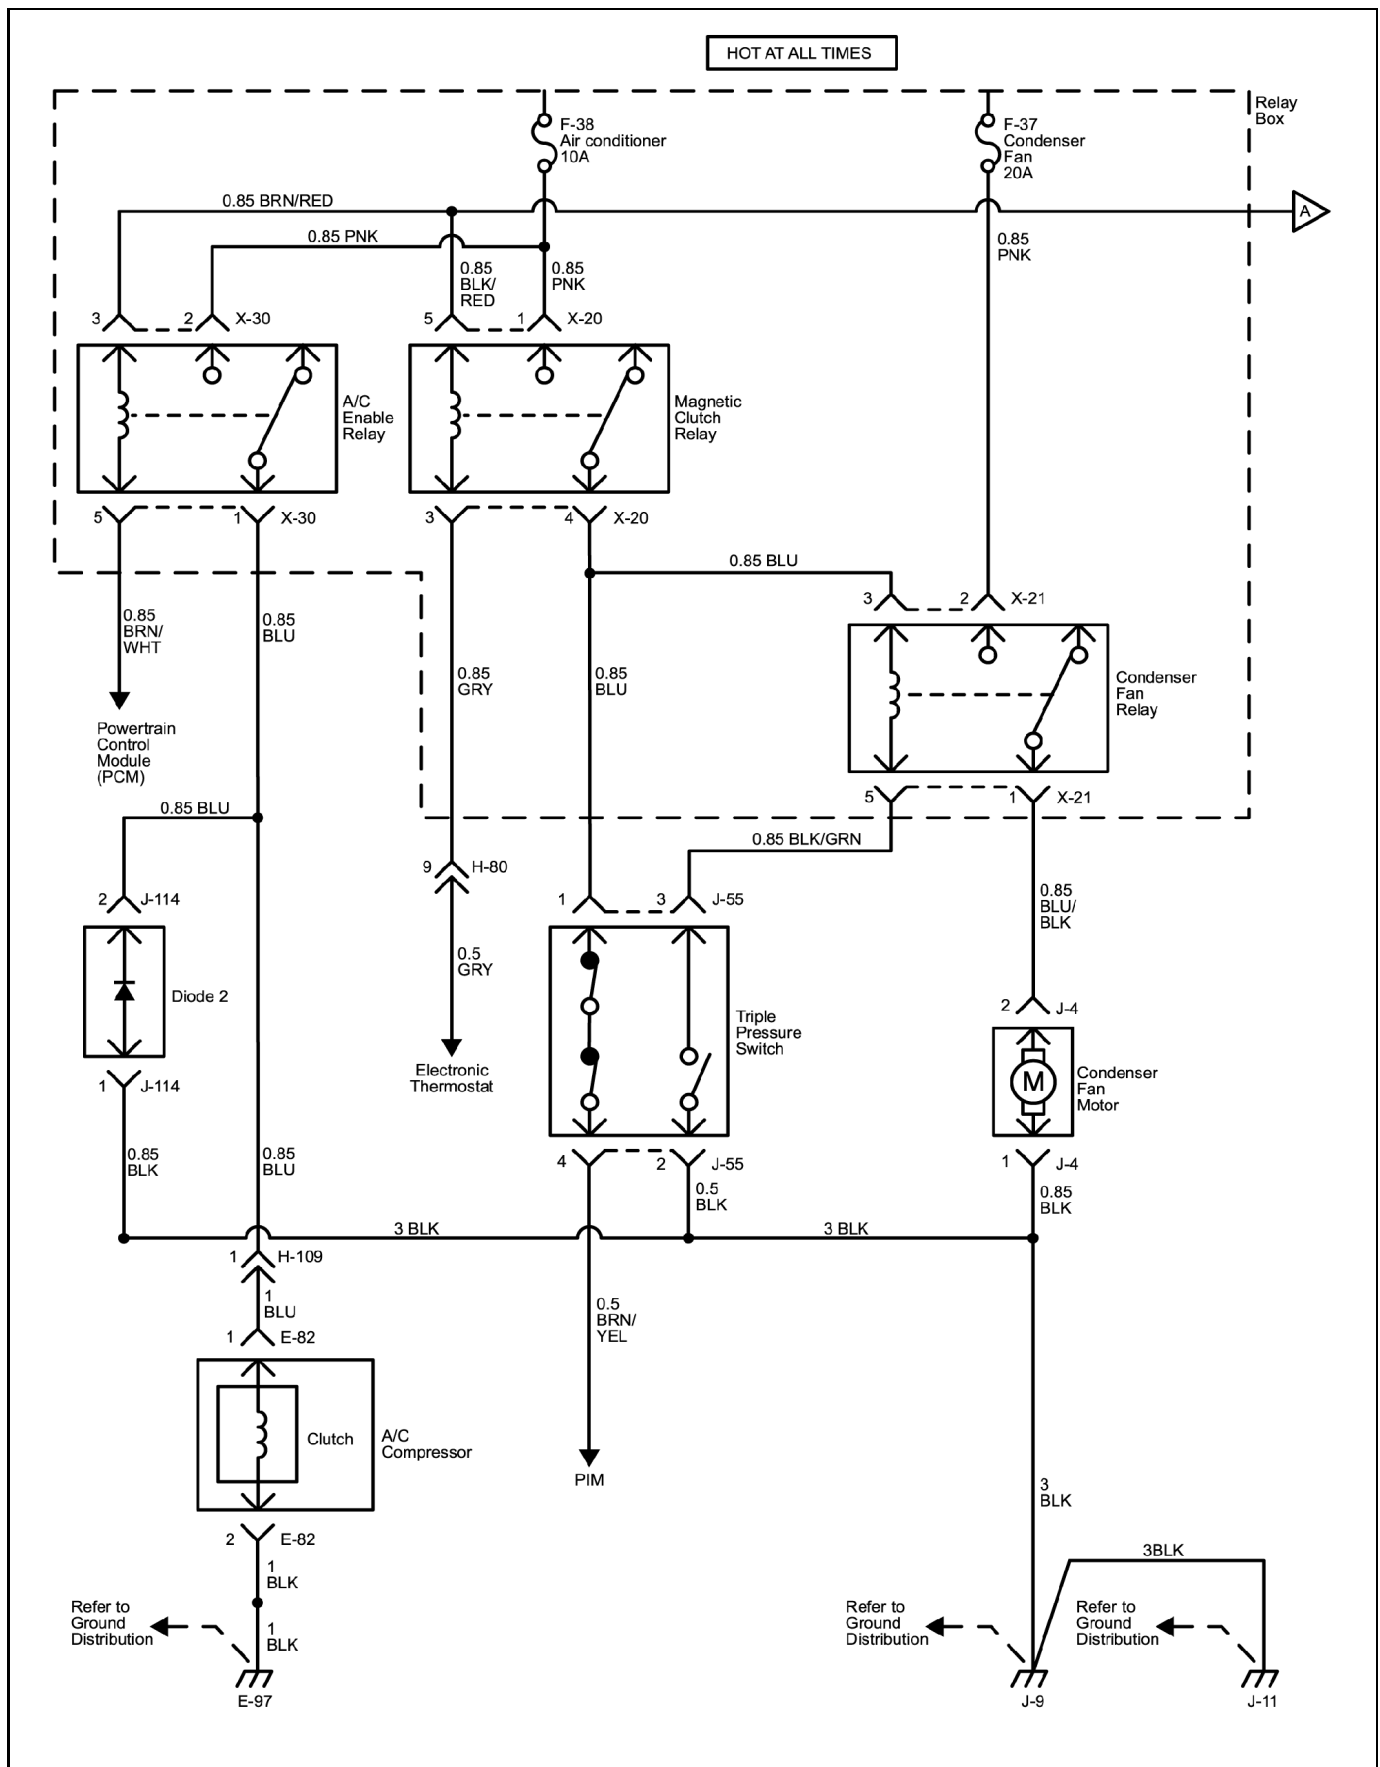 HOT AT ALL TIMES
Relay
Box
F-38
Air conditioner
10A
F-37
Condenser
Fan
20A
0.85 BRN/RED
A
0.85 PNK
0.85
PNK
0.85
BLK/
RED
0.85
PNK
3
2
X-30
5
1
X-20
A/C
Enable
Relay
Magnetic
Clutch
Relay
5
1
X-30
3
4
X-20
0.85 BLU
3
2
X-21
0.85
BRN/
WHT
0.85
BLU
0.85
GRY
0.85
BLU
Condenser
Fan
Relay
Powertrain
Control
Module
(PCM)
5
1
X-21
0.85 BLU
0.85 BLK/GRN
9
H-80
2
J-114
1
3
J-55
0.85
BLU/
BLK
0.5
GRY
Diode 2
Triple
Pressure
Switch
2
J-4
Electronic
Thermostat
M
Condenser
Fan
Motor
1
J-114
0.85
BLK
0.85
BLU
4
2
J-55
1
J-4
0.5
BLK
0.85
BLK
3 BLK
3 BLK
1
H-109
1
BLU
0.5
BRN/
YEL
1
E-82
Clutch
A/C
Compressor
PIM
3
BLK
2
E-82
1
BLK
3BLK
Refer to
Ground
Distribution
1
BLK
Refer to
Ground
Distribution
Refer to
Ground
Distribution
E-97
J-9
J-11